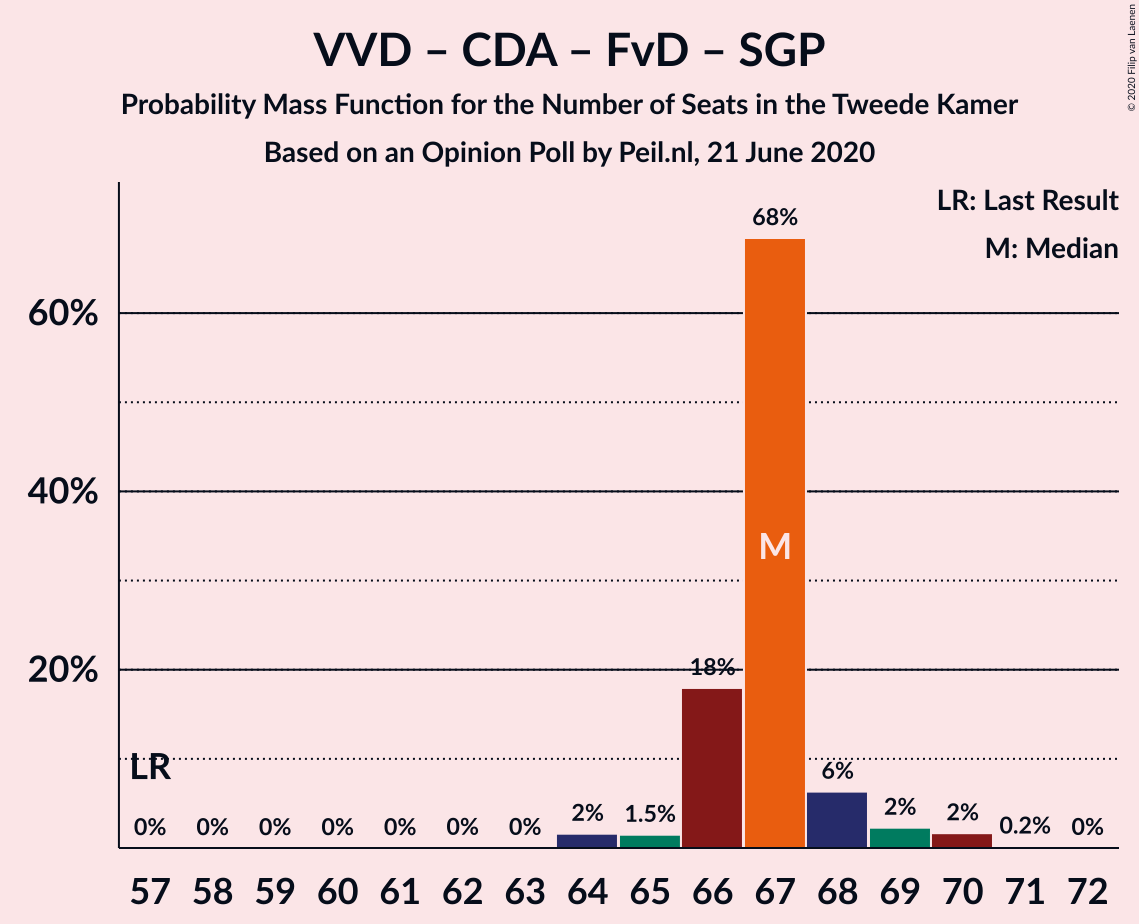 VVD – CDA – FvD – SGP
Probability Mass Function for the Number of Seats in the Tweede Kamer
Based on an Opinion Poll by Peil.nl, 21 June 2020
© 2020 Filip van Laenen
LR: Last Result
M: Median
60%
40%
20%
LR
M
0% 0% 0% 0% 0% 0% 0% 2% 1.5% 18% 68% 6% 2% 2% 0.2% 0%
57 58 59 60 61 62 63 64 65 66 67 68 69 70 71 72